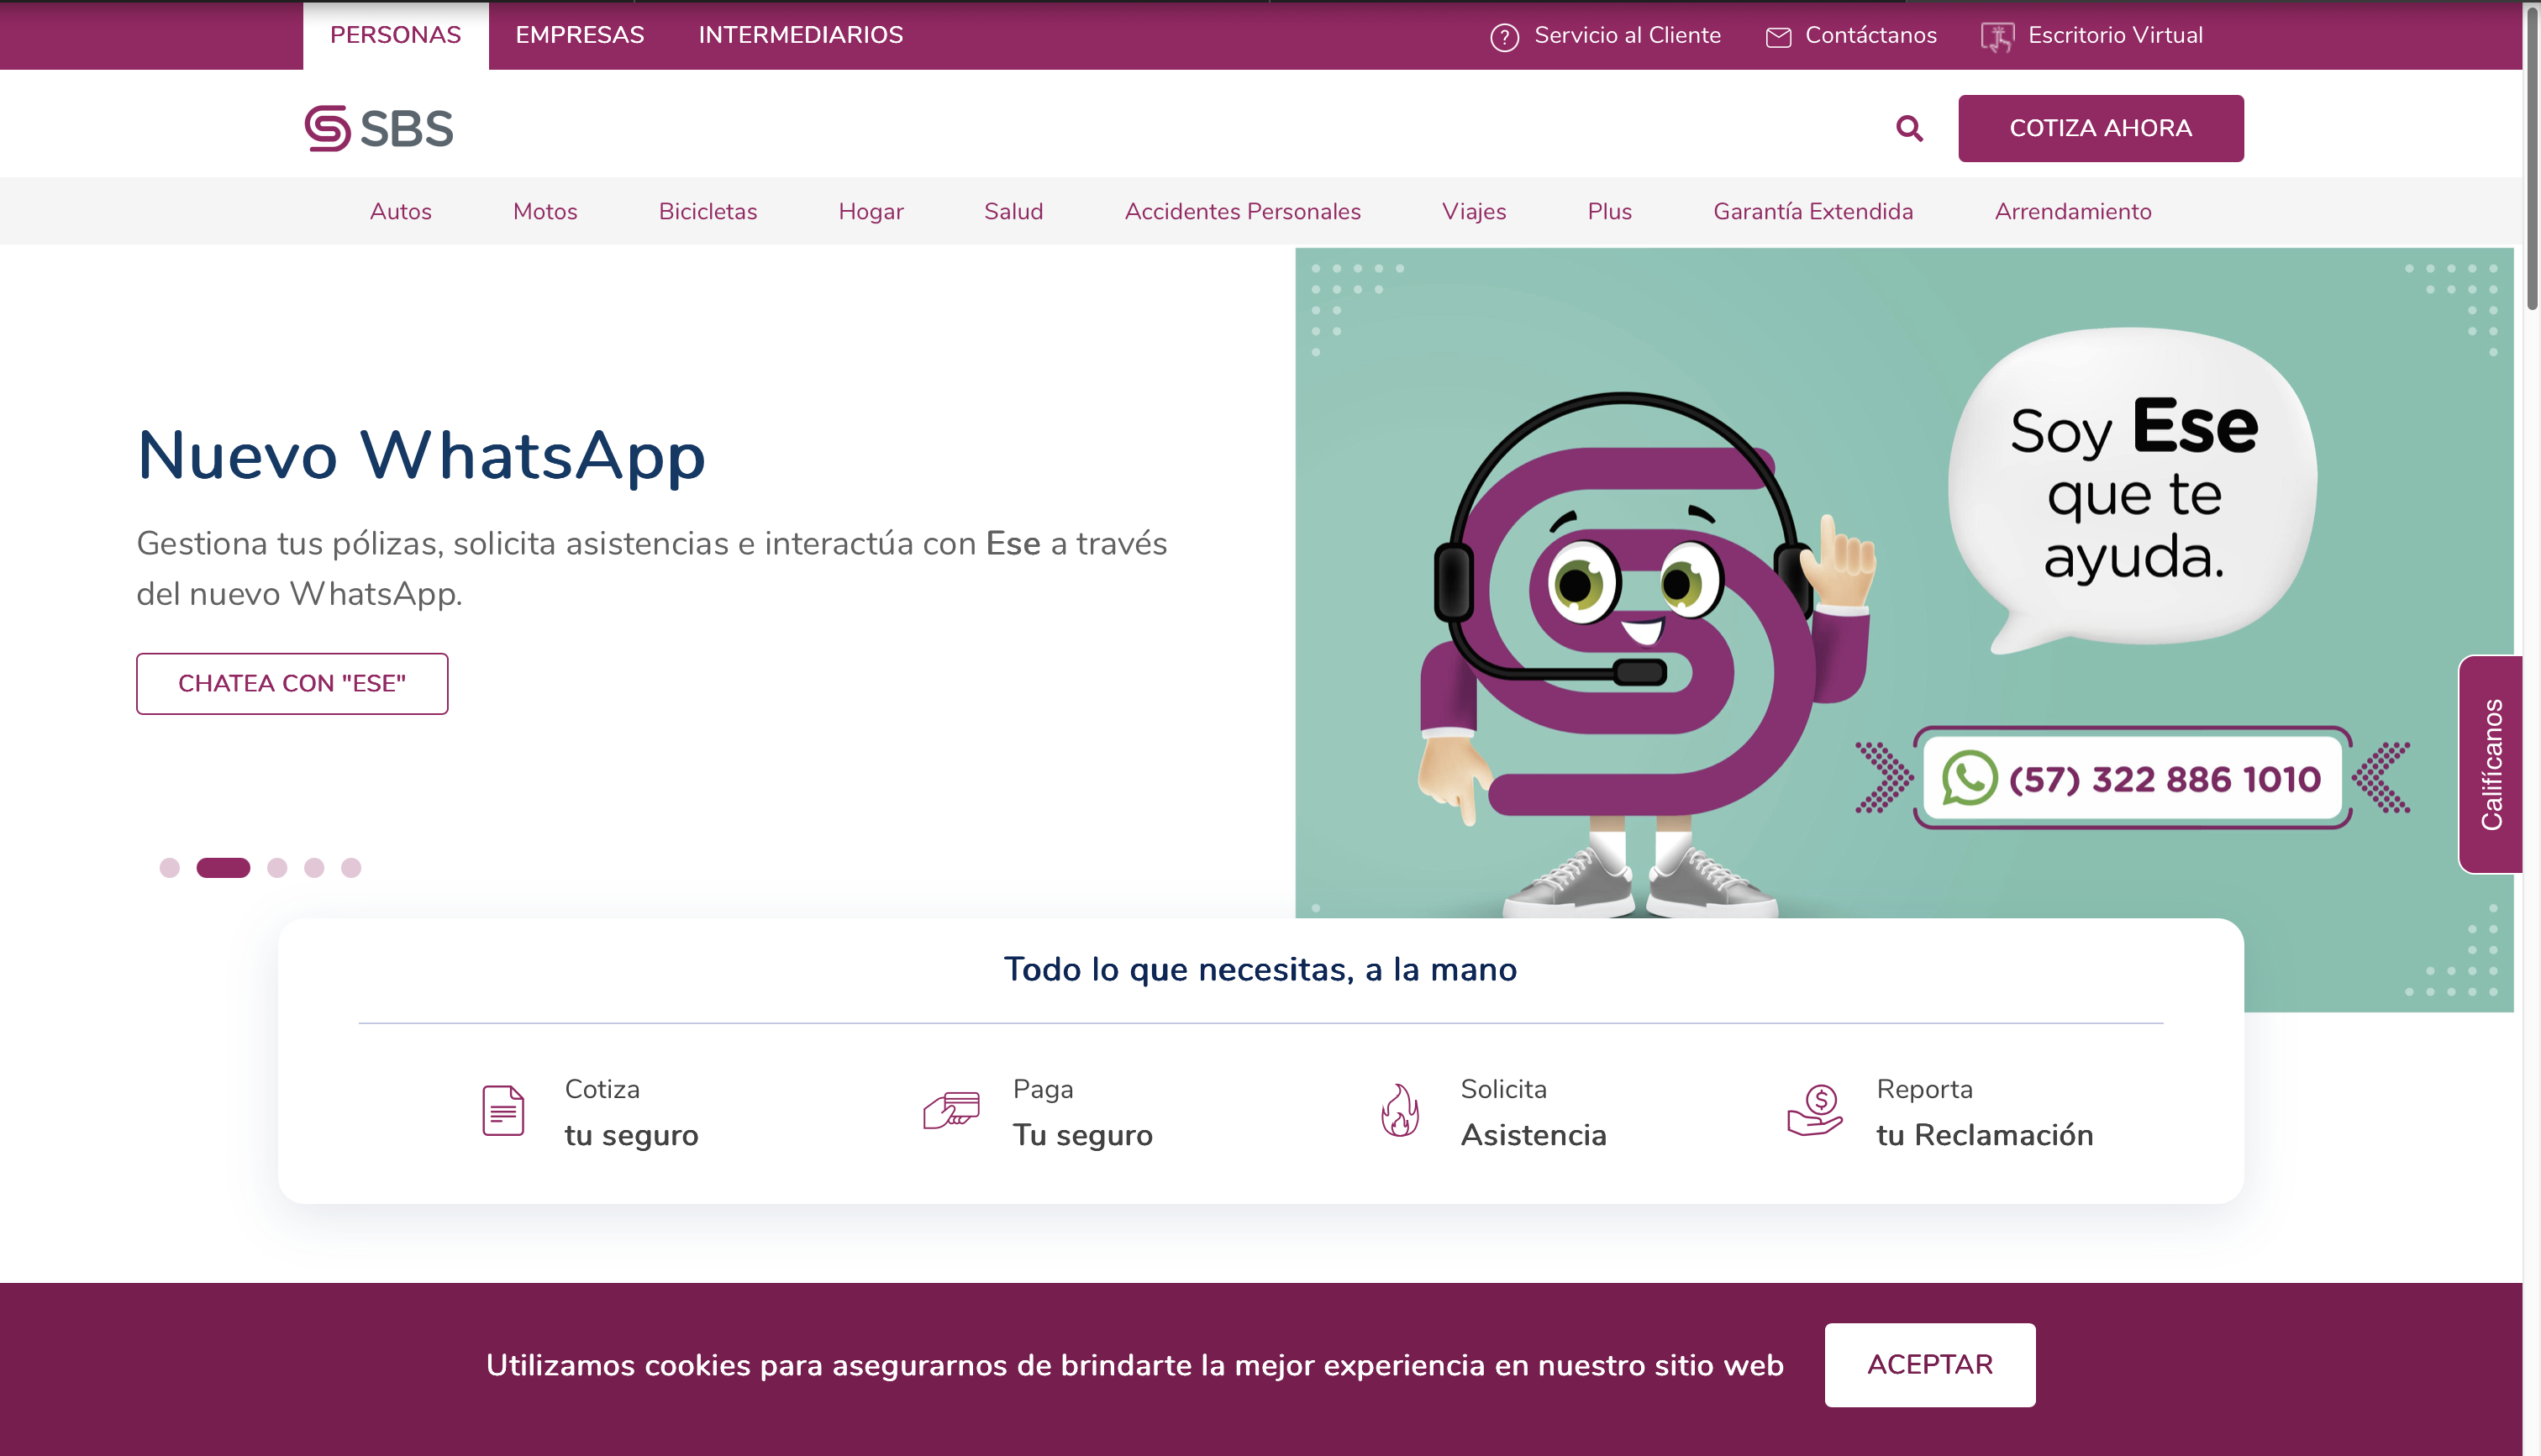 PERSONAS EMPRESAS INTERMEDIARIOS Servicio al Cliente Contáctanos Escritorio Virtual
SBS COTIZA AHORA
Autos Motos Bicicletas Hogar Salud Accidentes Personales Viajes Plus Garantía Extendida Arrendamiento
Nuevo WhatsApp
Gestiona tus pólizas, solicita asistencias e interactúa con Ese a través
del nuevo WhatsApp.
CHATEA CON "ESE"
Soy Ese
que te
ayuda.
(57) 322 886 1010
Califícanos
Todo lo que necesitas, a la mano
Cotiza
tu seguro
Paga
Tu seguro
Solicita
Asistencia
Reporta
tu Reclamación
Utilizamos cookies para asegurarnos de brindarte la mejor experiencia en nuestro sitio web ACEPTAR